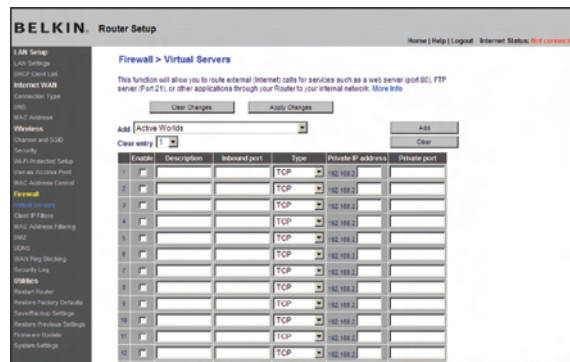 BELKIN. Router Setup
Home | Help | Logout Internet Status: Not connect
LAN Setup
LAN Settings
DHCP Client List
Internet WAN
Connection Type
DNS
MAC Address
Wireless
Channel and SSID
Security
Wi-Fi Protected Setup
Use as Access Point
MAC Address Control
Firewall
Virtual Servers
Client IP Filters
MAC Address Filtering
DMZ
DDNS
WAN Ping Blocking
Security Log
Utilities
Restart Router
Restore Factory Defaults
Save/Backup Settings
Restore Previous Settings
Firmware Update
System Settings
Firewall > Virtual Servers
This function will allow you to route external (Internet) calls for services such as a web server (port 80), FTP
server (Port 21), or other applications through your Router to your internal network. More Info
Clear Changes Apply Changes
Add Active Worlds Add
Clear entry 1 Clear
Enable Description Inbound port Type Private IP address Private port
1 TCP 192.168.2.
2 TCP 192.168.2.
3 TCP 192.168.2.
4 TCP 192.168.2.
5 TCP 192.168.2.
6 TCP 192.168.2.
7 TCP 192.168.2.
8 TCP 192.168.2.
9 TCP 192.168.2.
10 TCP 192.168.2.
11 TCP 192.168.2.
12 TCP 192.168.2.